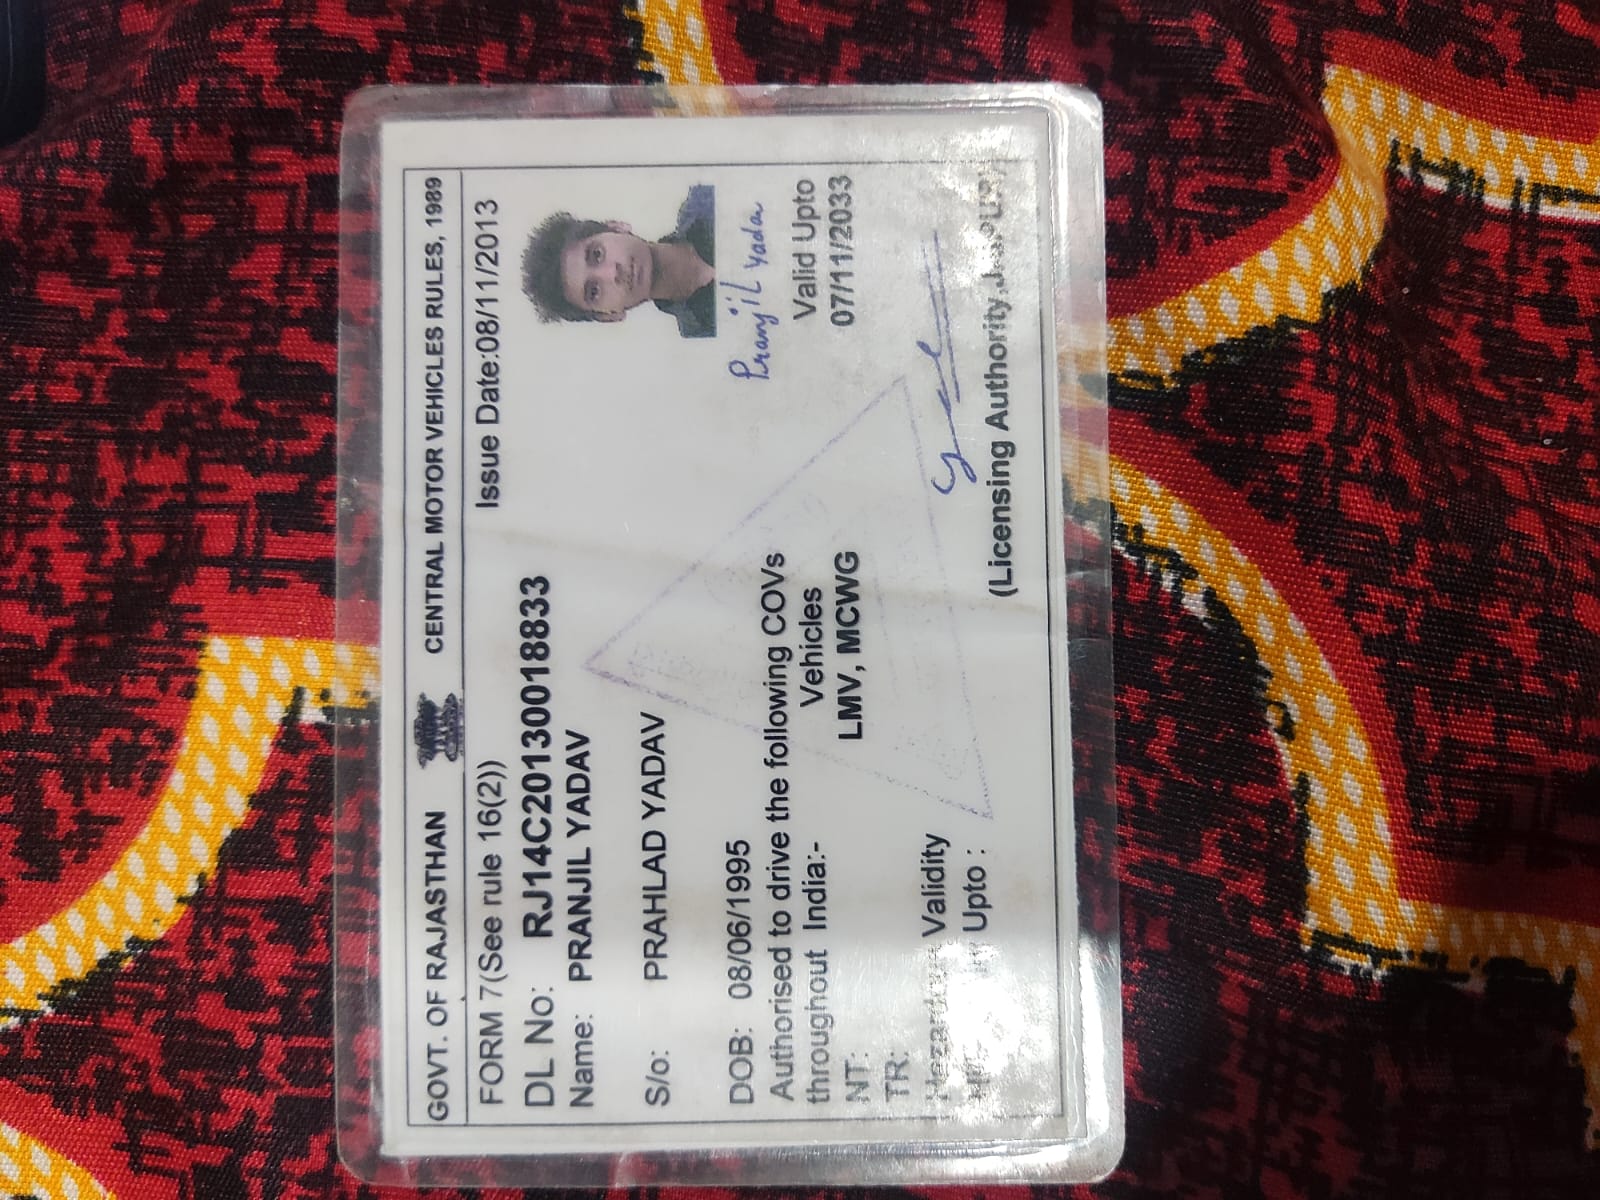 GOVT. OF RAJASTHAN CENTRAL MOTOR VEHICLES RULES, 1989
FORM 7(See rule 16(2)) Issue Date:08/11/2013
DL No: RJ14C20130018833
Name: PRANJIL YADAV
S/o: PRAHLAD YADAV
Pranjil Yadav
DOB: 08/06/1995
Authorised to drive the following COVs
throughout India:- Vehicles
Valid Upto
07/11/2033
NT: LMV, MCWG
TR:
Hazardous Validity
Upto :
(Licensing Authority,JAIPUR)